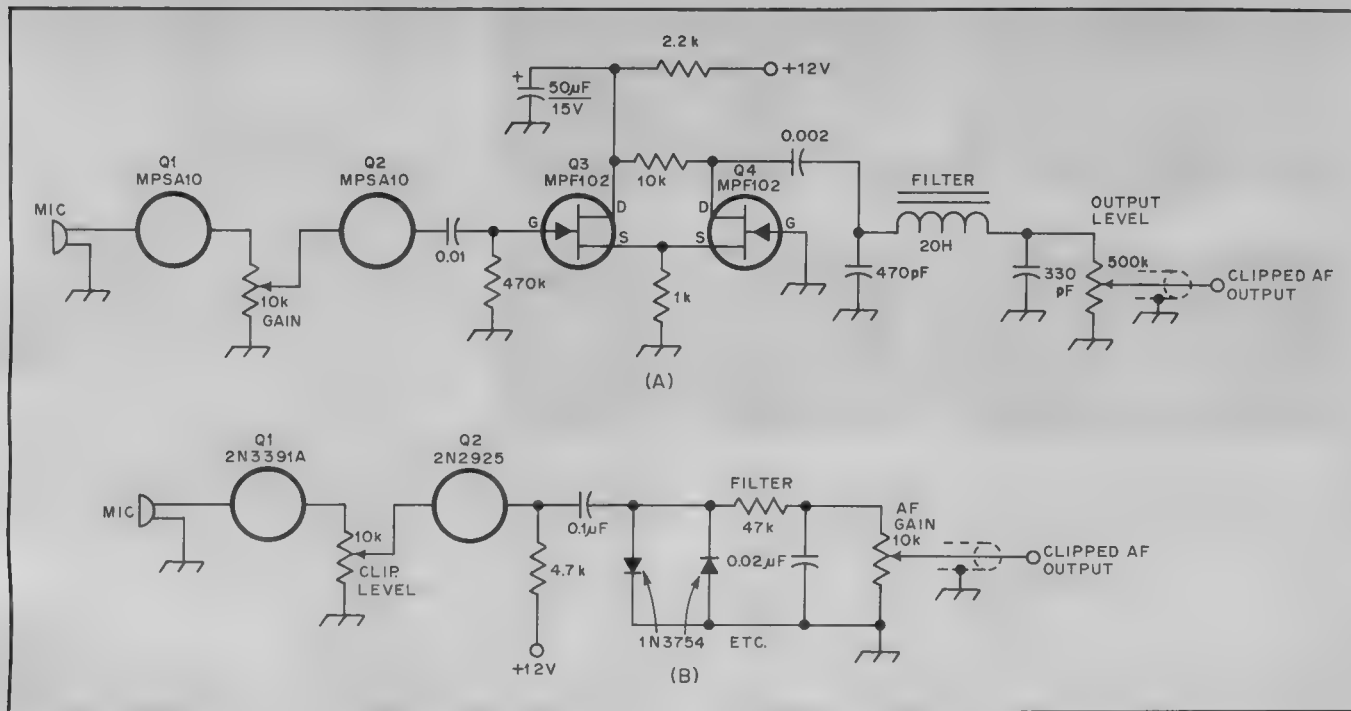 2.2k
+12V
+
50µF
15V
0.002
Q1
MPSA10
Q2
MPSA10
Q3
MPF102
10k
Q4
MPF102
FILTER
OUTPUT
LEVEL
MIC
G
D
S
D
S
G
0.01
20H
10k
GAIN
470k
1k
470pF
330
pF
500k
CLIPPED AF
OUTPUT
(A)
Q1
2N3391A
Q2
2N2925
FILTER
AF
GAIN
10k
MIC
0.1µF
47k
10k
CLIP.
LEVEL
4.7k
0.02µF
CLIPPED AF
OUTPUT
1N3754
ETC.
+12V
(B)